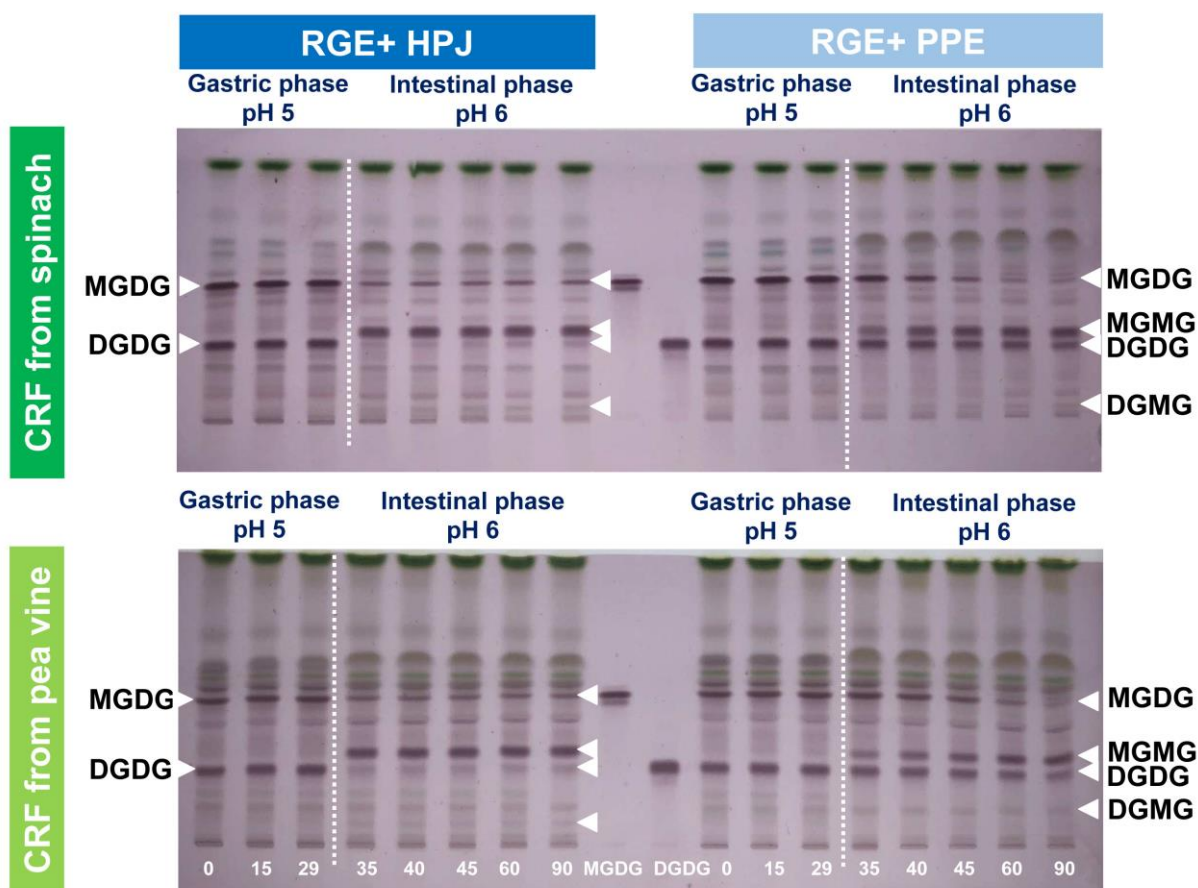 RGE+ HPJ
RGE+ PPE
Gastric phase
pH 5
Intestinal phase
pH 6
Gastric phase
pH 5
Intestinal phase
pH 6
CRF from spinach
MGDG
DGDG
MGDG
MGMG
DGDG
DGMG
Gastric phase
pH 5
Intestinal phase
pH 6
Gastric phase
pH 5
Intestinal phase
pH 6
CRF from pea vine
MGDG
DGDG
MGDG
MGMG
DGDG
DGMG
0 15 29 35 40 45 60 90 MGDG DGDG 0 15 29 35 40 45 60 90